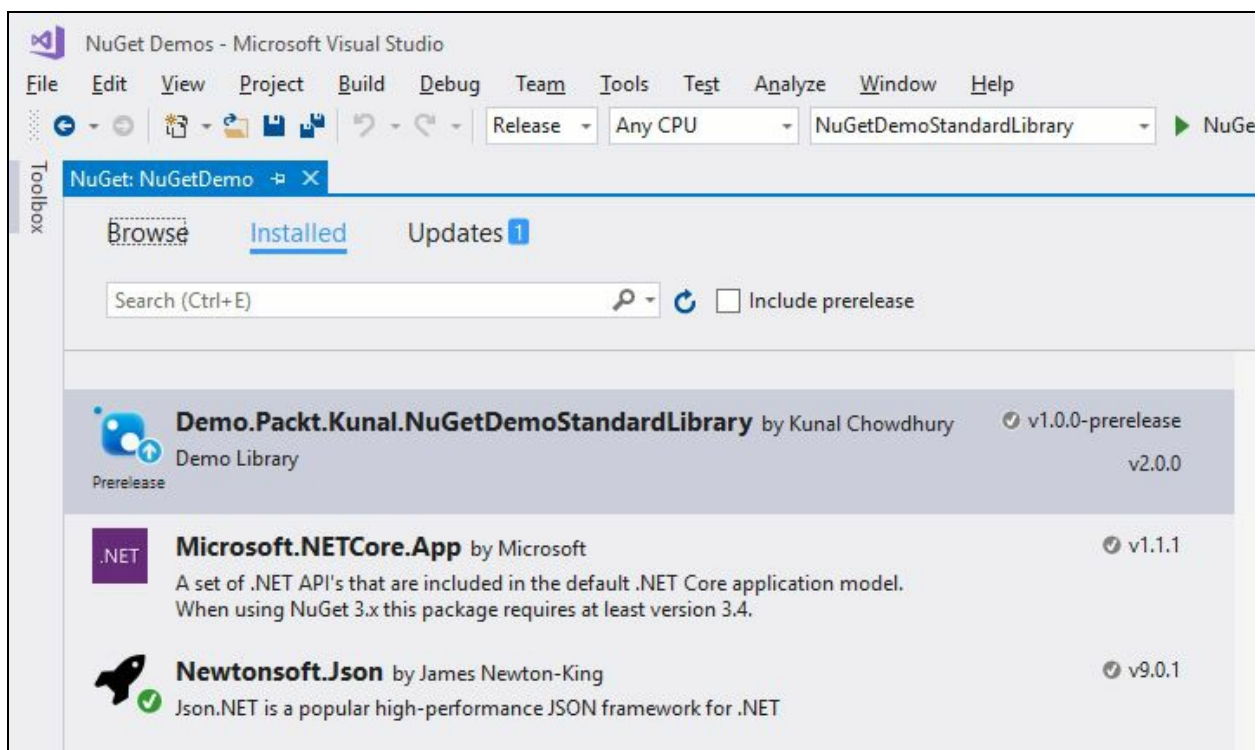 NuGet Demos - Microsoft Visual Studio
File Edit View Project Build Debug Team Tools Test Analyze Window Help
Release Any CPU NuGetDemoStandardLibrary NuGe
Toolbox
NuGet: NuGetDemo
Browse Installed Updates 1
Search (Ctrl+E) Include prerelease
Demo.Packt.Kunal.NuGetDemoStandardLibrary by Kunal Chowdhury v1.0.0-prerelease
Demo Library v2.0.0
Prerelease
.NET Microsoft.NETCore.App by Microsoft v1.1.1
A set of .NET API's that are included in the default .NET Core application model.
When using NuGet 3.x this package requires at least version 3.4.
Newtonsoft.Json by James Newton-King v9.0.1
Json.NET is a popular high-performance JSON framework for .NET